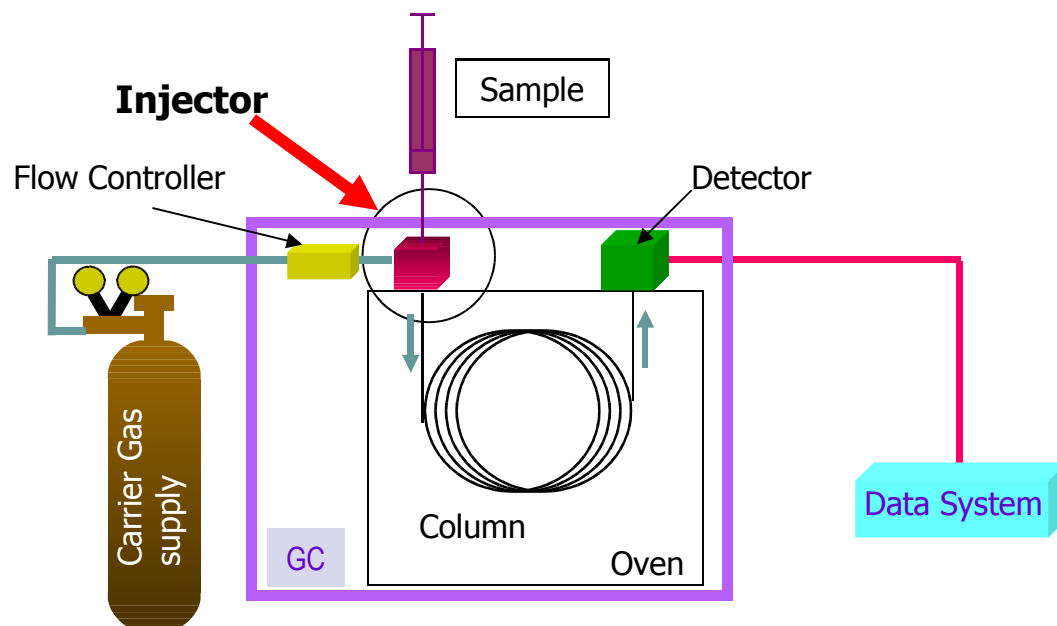 Injector
Sample
Flow Controller
Detector
Carrier Gas
supply
Column
GC
Oven
Data System